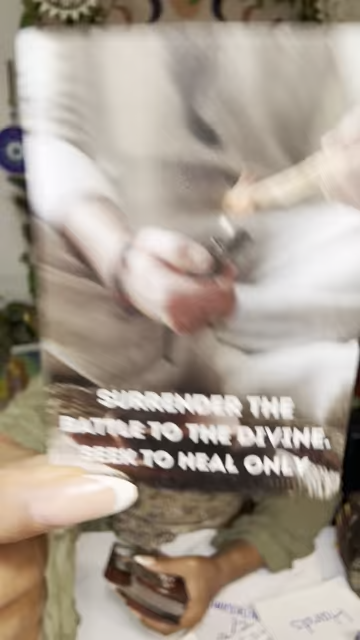 SURRENDER THE
BATTLE TO THE DIVINE.
SEEK TO HEAL ONLY